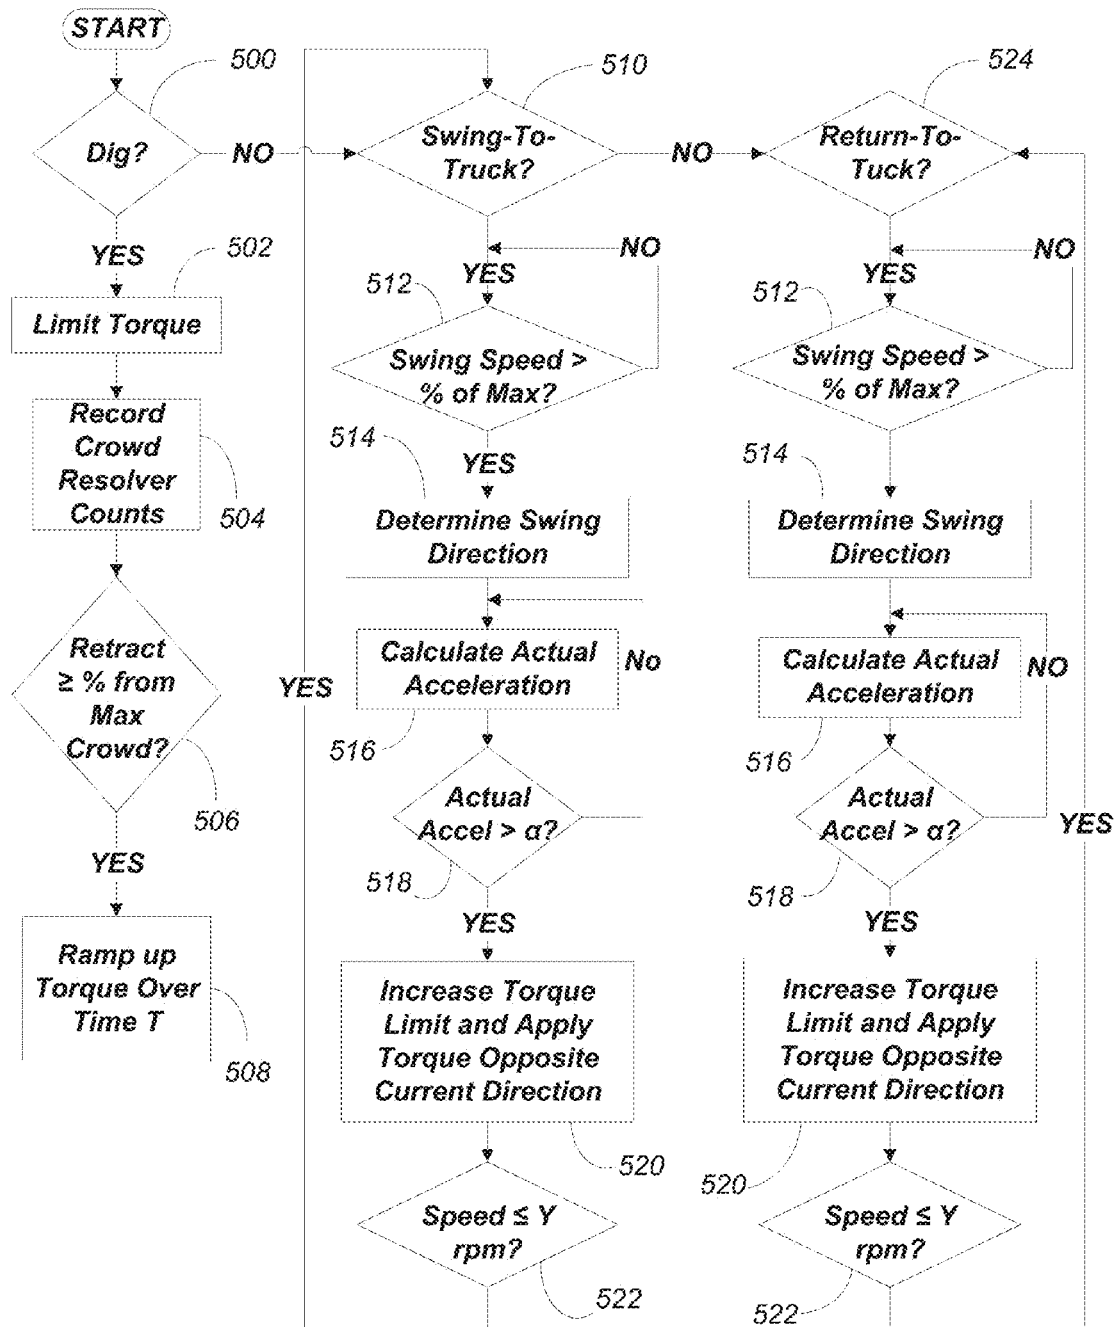 START
500
Dig?
NO
YES
502
Limit Torque
Record
Crowd
Resolver
Counts
504
Retract
≥ % from
Max
Crowd?
506
YES
Ramp up
Torque Over
Time T
508
YES
510
Swing-To-
Truck?
NO
NO
YES
512
Swing Speed >
% of Max?
514
YES
Determine Swing
Direction
Calculate Actual
Acceleration
No
516
Actual
Accel > α?
518
YES
Increase Torque
Limit and Apply
Torque Opposite
Current Direction
520
Speed ≤ Y
rpm?
522
524
Return-To-
Tuck?
NO
YES
512
Swing Speed >
% of Max?
514
Determine Swing
Direction
Calculate Actual
Acceleration
NO
516
Actual
Accel > α?
YES
518
YES
Increase Torque
Limit and Apply
Torque Opposite
Current Direction
520
Speed ≤ Y
rpm?
522